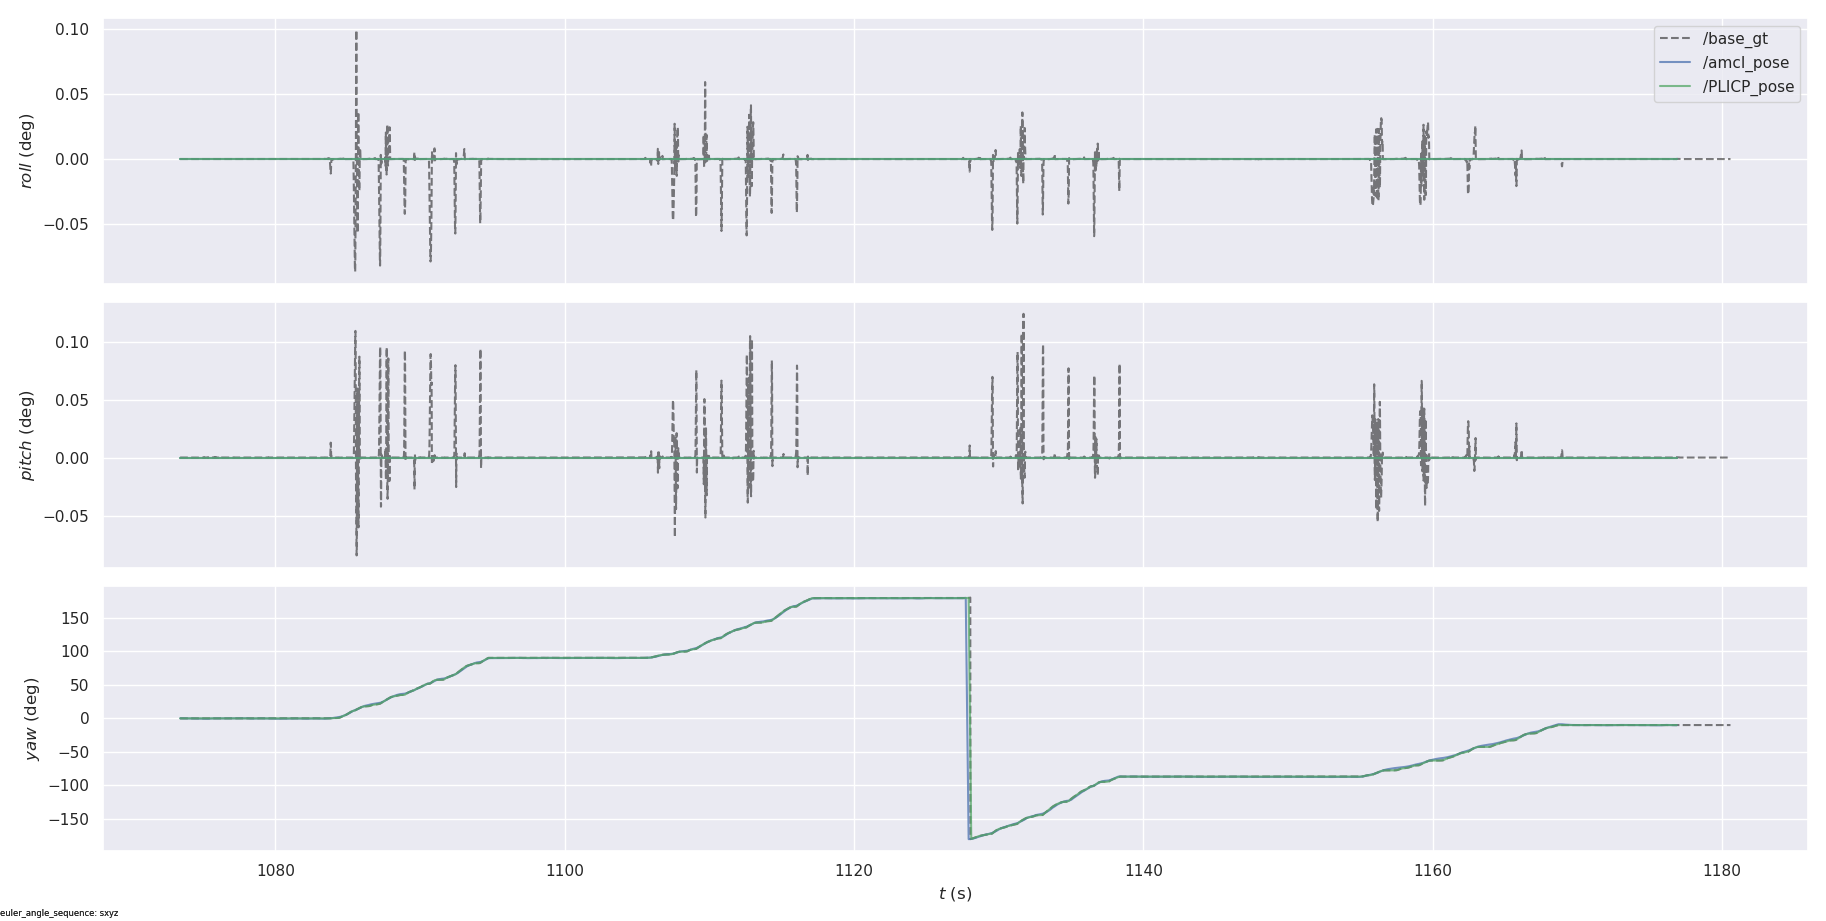 0.10
0.05
0.00
−0.05
roll (deg)
/base_gt
/amcl_pose
/PLICP_pose
0.10
0.05
0.00
−0.05
pitch (deg)
150
100
50
0
−50
−100
−150
yaw (deg)
1080 1100 1120 1140 1160 1180
t (s)
euler_angle_sequence: sxyz